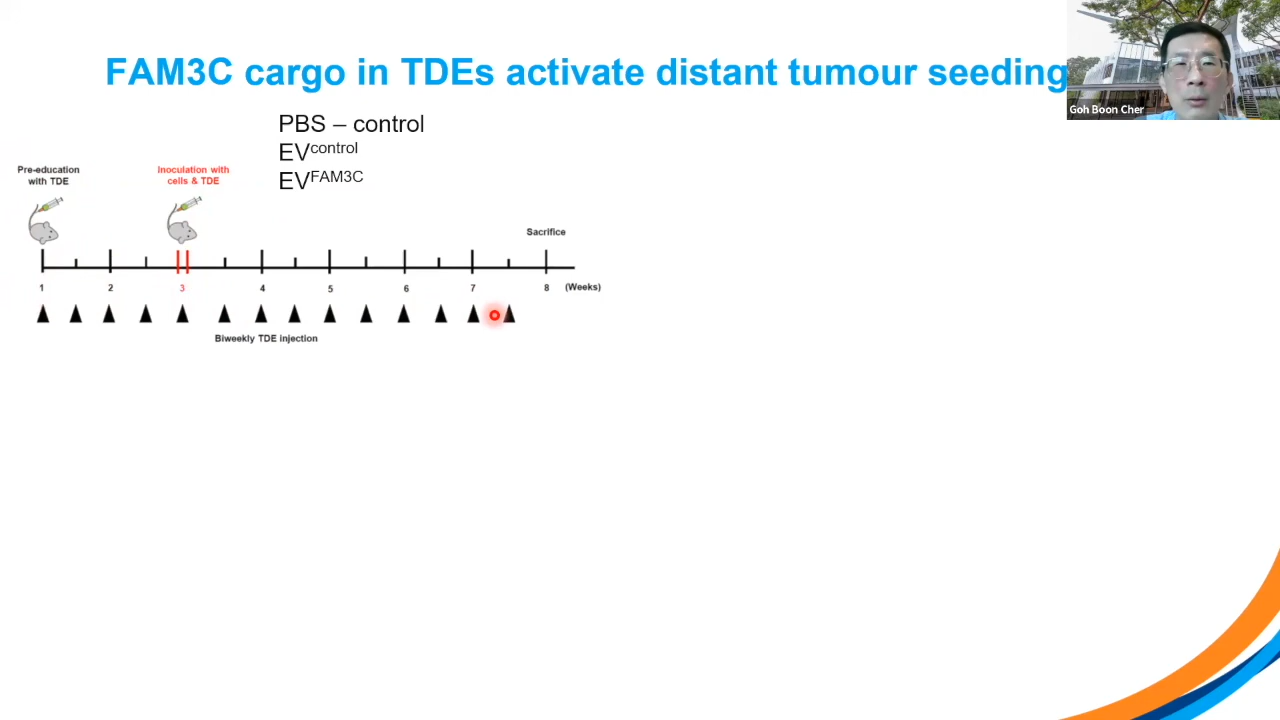 FAM3C cargo in TDEs activate distant tumour seeding
Goh Boon Cher
PBS – control
EVcontrol
EVFAM3C
Pre-education
with TDE
Inoculation with
cells & TDE
Sacrifice
1 2 3 4 5 6 7 8 (Weeks)
Biweekly TDE injection